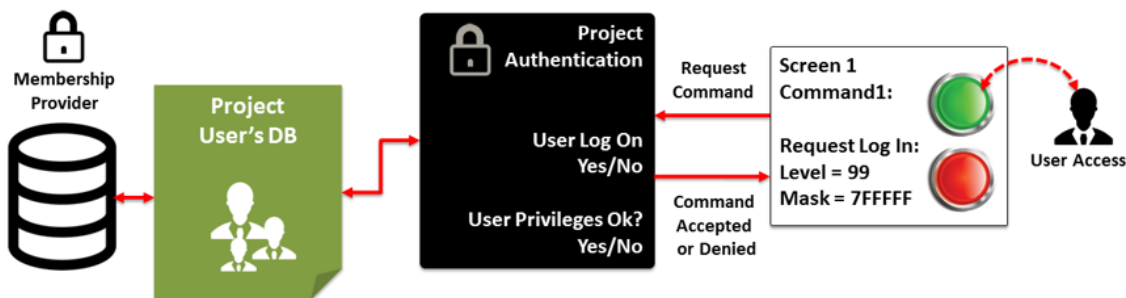 Membership
Provider
Project
User's DB
Project
Authentication
User Log On
Yes/No
User Privileges Ok?
Yes/No
Request
Command
Command
Accepted
or Denied
Screen 1
Command1:
Request Log In:
Level = 99
Mask = 7FFFFF
User Access